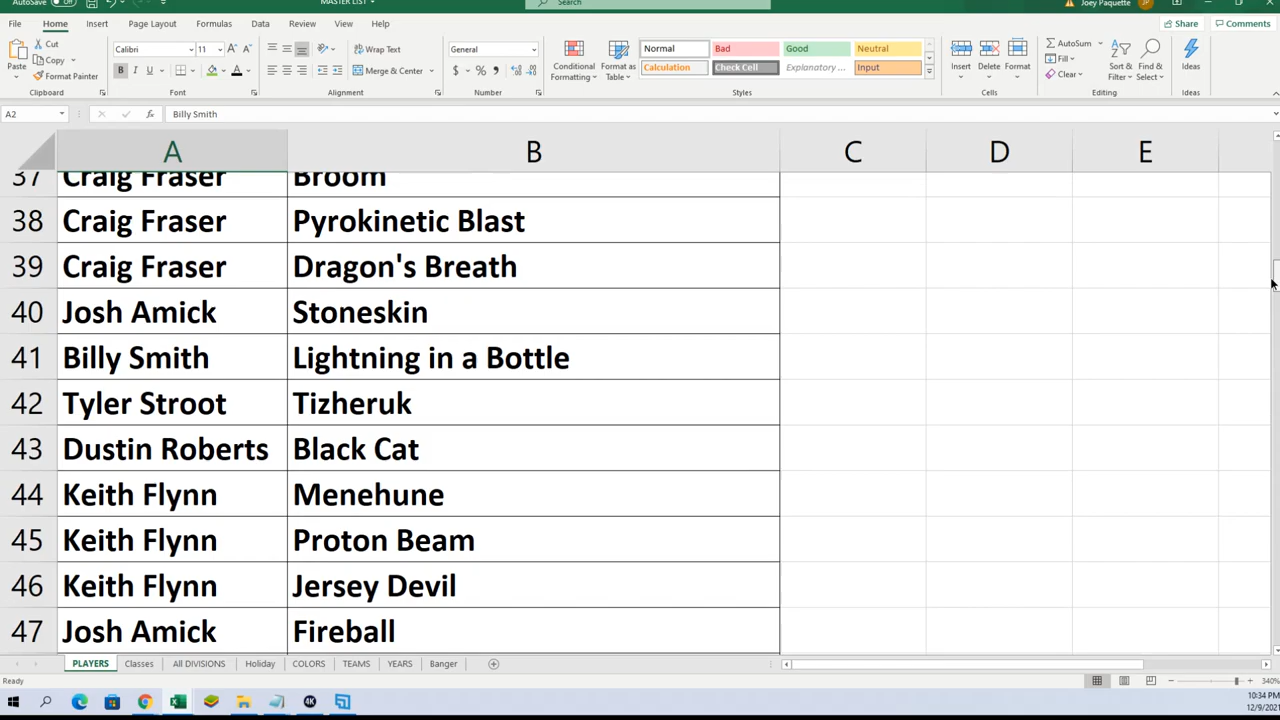 AutoSave Off MASTER LIST Search Joey Paquette JP
File Home Insert Page Layout Formulas Data Review View Help Share Comments
Paste Cut Copy Format Painter Clipboard
Calibri 11 B I U A Font
Wrap Text Merge & Center Alignment
General $ % Number
Conditional Formatting Format as Table
Normal Bad Good Neutral
Calculation Check Cell Explanatory ... Input
Styles
Insert Delete Format Cells
AutoSum Fill Clear Sort & Filter Find & Select Editing
Ideas Ideas
A2 fx Billy Smith
A B C D E
37 Craig Fraser Broom
38 Craig Fraser Pyrokinetic Blast
39 Craig Fraser Dragon's Breath
40 Josh Amick Stoneskin
41 Billy Smith Lightning in a Bottle
42 Tyler Stroot Tizheruk
43 Dustin Roberts Black Cat
44 Keith Flynn Menehune
45 Keith Flynn Proton Beam
46 Keith Flynn Jersey Devil
47 Josh Amick Fireball
PLAYERS Classes All DIVISIONS Holiday COLORS TEAMS YEARS Banger
Ready 340%
4K 10:34 PM
12/9/2021